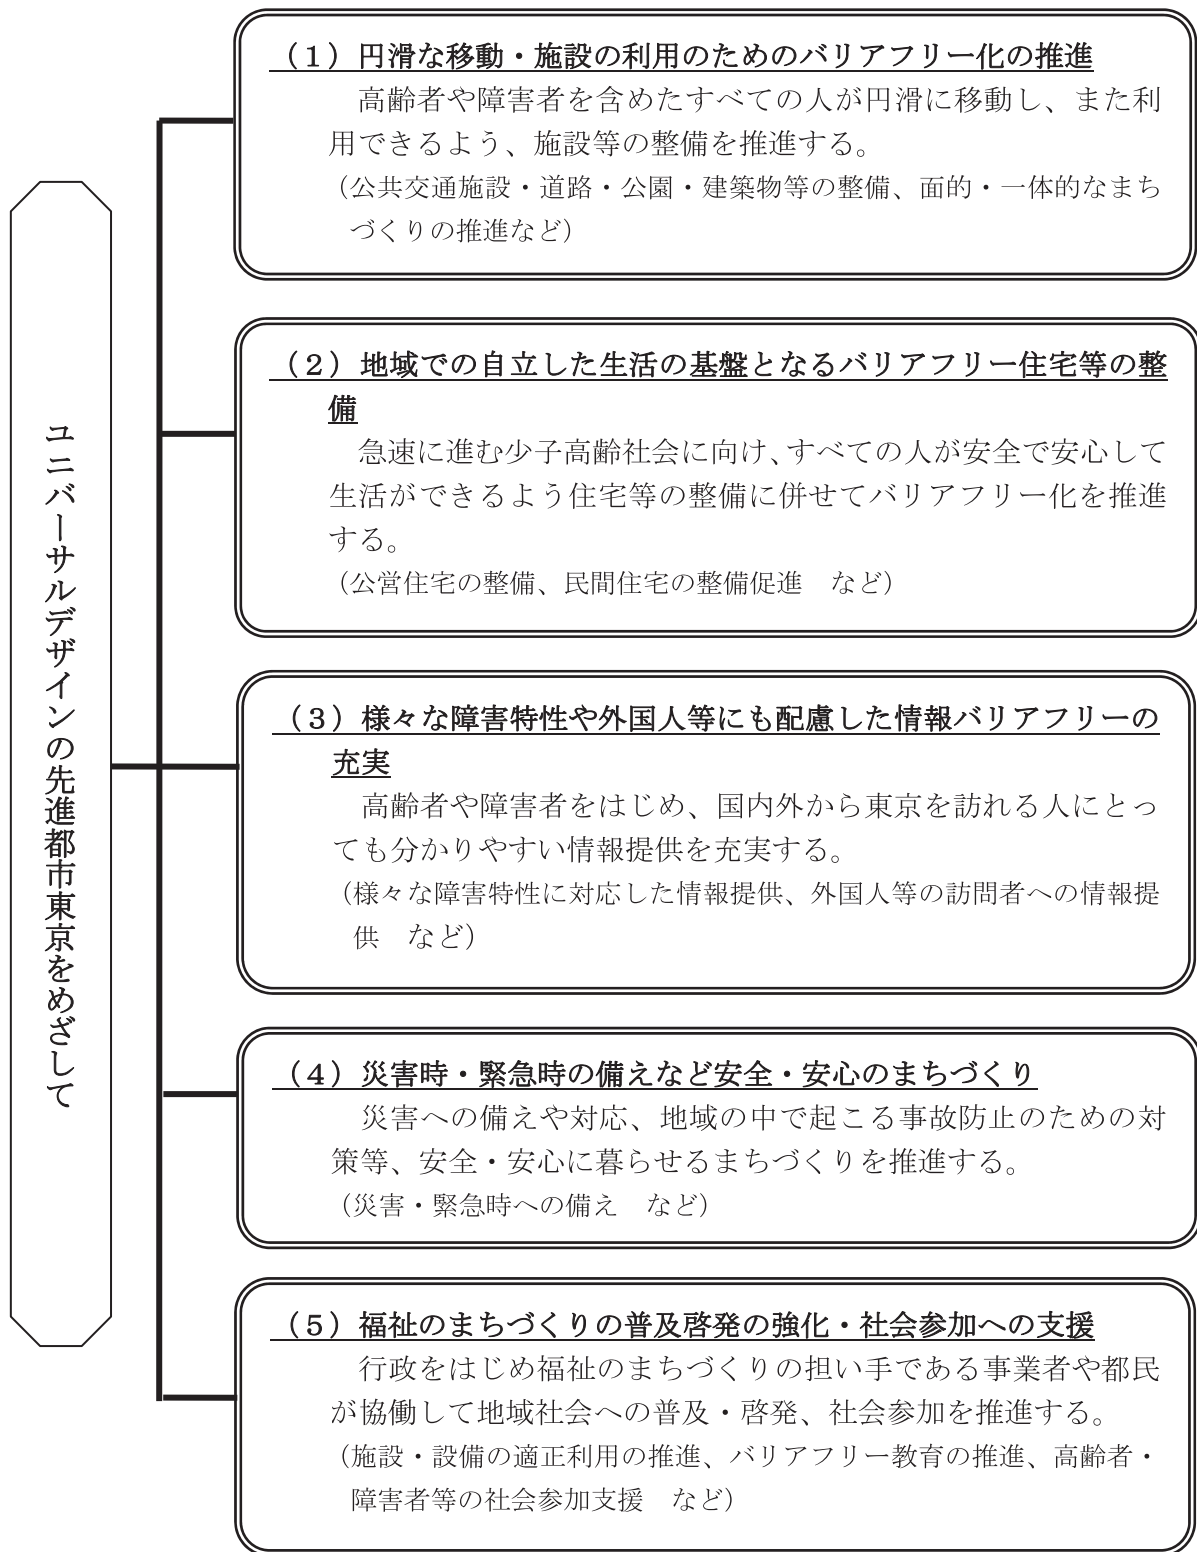 ユニバーサルデザインの先進都市東京をめざして
（１）円滑な移動・施設の利用のためのバリアフリー化の推進
高齢者や障害者を含めたすべての人が円滑に移動し、また利
用できるよう、施設等の整備を推進する。
（公共交通施設・道路・公園・建築物等の整備、面的・一体的なまち
づくりの推進など）
（２）地域での自立した生活の基盤となるバリアフリー住宅等の整
備
急速に進む少子高齢社会に向け、すべての人が安全で安心して
生活ができるよう住宅等の整備に併せてバリアフリー化を推進
する。
（公営住宅の整備、民間住宅の整備促進　など）
（３）様々な障害特性や外国人等にも配慮した情報バリアフリーの
充実
高齢者や障害者をはじめ、国内外から東京を訪れる人にとっ
ても分かりやすい情報提供を充実する。
（様々な障害特性に対応した情報提供、外国人等の訪問者への情報提
供　など）
（４）災害時・緊急時の備えなど安全・安心のまちづくり
災害への備えや対応、地域の中で起こる事故防止のための対
策等、安全・安心に暮らせるまちづくりを推進する。
（災害・緊急時への備え　など）
（５）福祉のまちづくりの普及啓発の強化・社会参加への支援
行政をはじめ福祉のまちづくりの担い手である事業者や都民
が協働して地域社会への普及・啓発、社会参加を推進する。
（施設・設備の適正利用の推進、バリアフリー教育の推進、高齢者・
障害者等の社会参加支援　など）